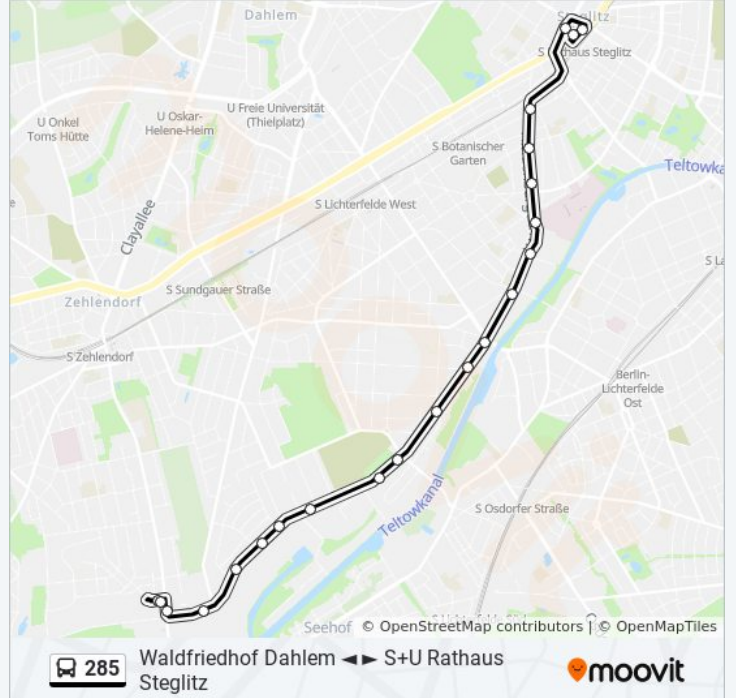 Dahlem
Steglitz
S Rathaus Steglitz
U Freie Universität
(Thielplatz)
U Oskar-
Helene-Heim
U Onkel
Toms Hütte
S Botanischer
Garten
Teltowka
S Lichterfelde West
Clayallee
S La
S Sundgauer Straße
Zehlendorf
S Zehlendorf
Berlin-
Lichterfelde
Ost
Teltowkanal
S Osdorfer Straße
Seehof
© OpenStreetMap contributors | © OpenMapTiles
285
Waldfriedhof Dahlem ◄► S+U Rathaus
Steglitz
moovit